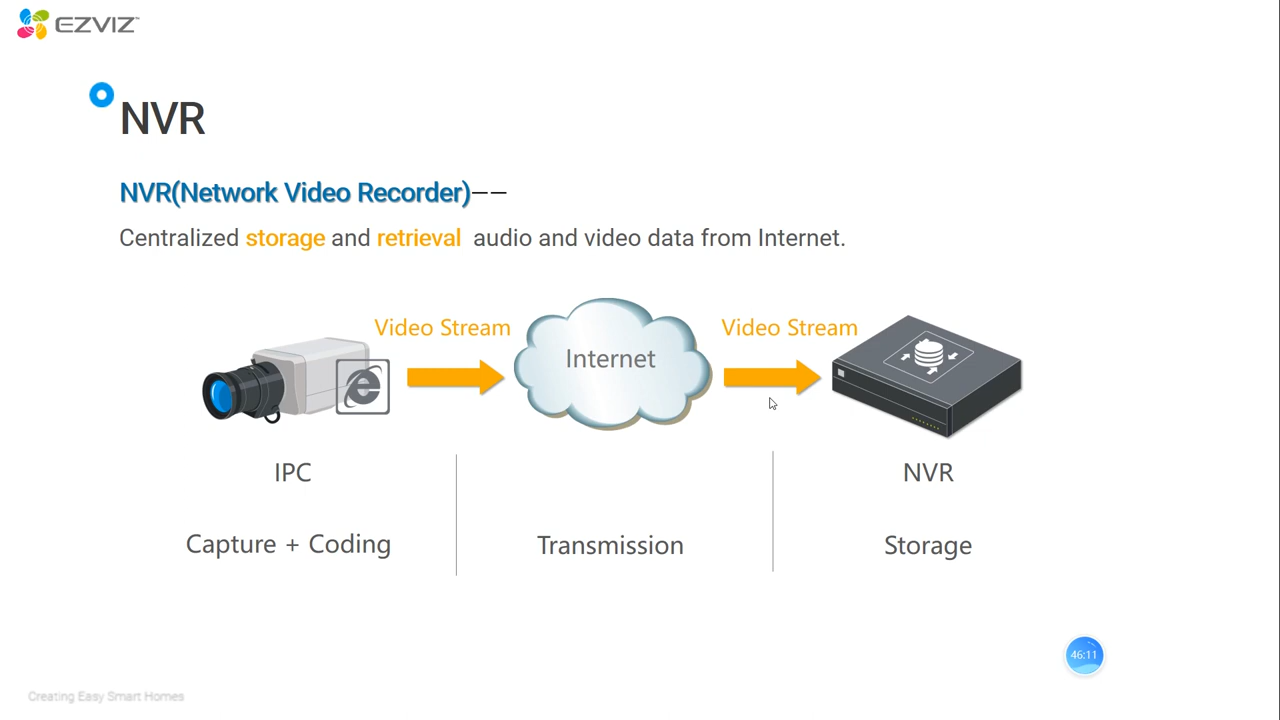 EZVIZ™
NVR
NVR(Network Video Recorder)——
Centralized storage and retrieval audio and video data from Internet.
Video Stream
Video Stream
Internet
IPC
NVR
Capture + Coding
Transmission
Storage
46:11
Creating Easy Smart Homes